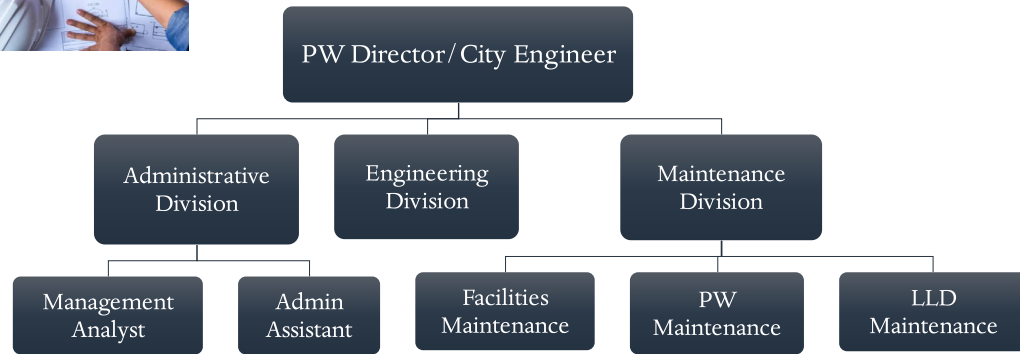 PW Director/City Engineer
Administrative
Division
Engineering
Division
Maintenance
Division
Management
Analyst
Admin
Assistant
Facilities
Maintenance
PW
Maintenance
LLD
Maintenance